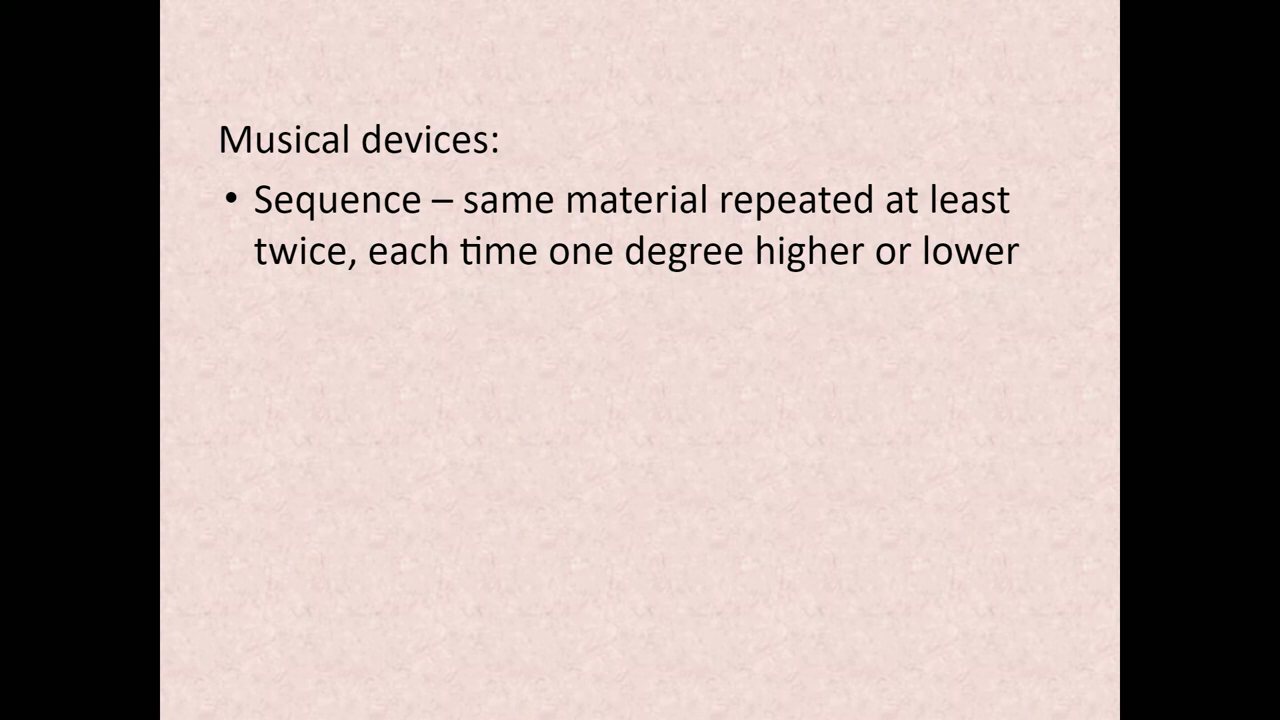 Musical devices:
• Sequence – same material repeated at least
twice, each time one degree higher or lower